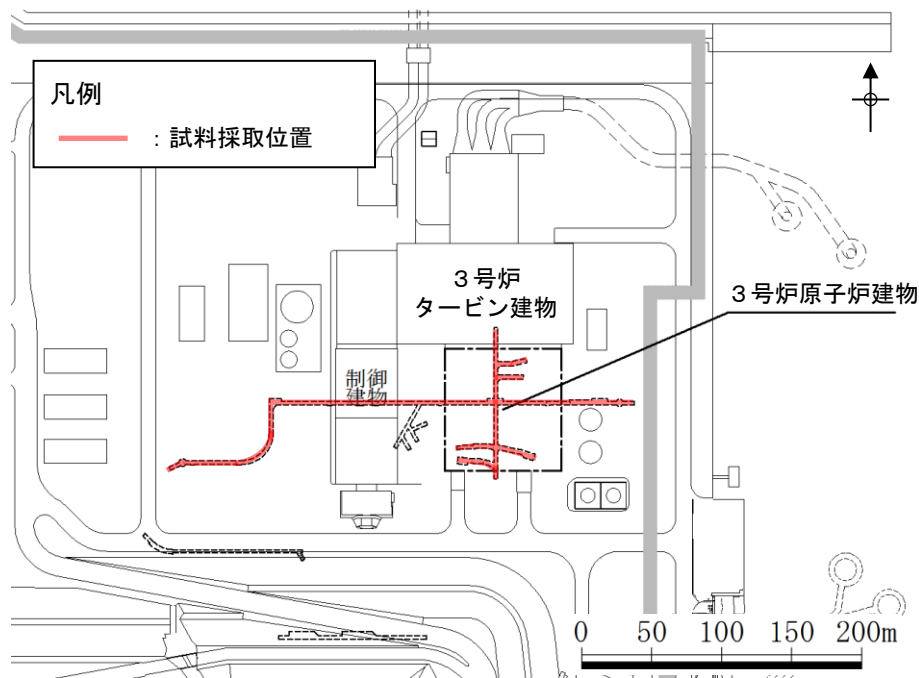 凡例
：試料採取位置
３号炉
タービン建物
３号炉原子炉建物
制御
建物
0 50 100 150 200m